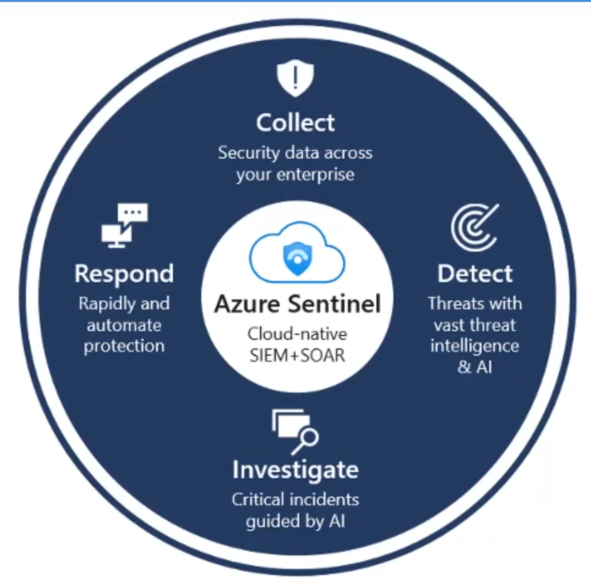 Collect
Security data across
your enterprise
Respond
Rapidly and
automate
protection
Azure Sentinel
Cloud-native
SIEM+SOAR
Detect
Threats with
vast threat
intelligence
& AI
Investigate
Critical incidents
guided by AI